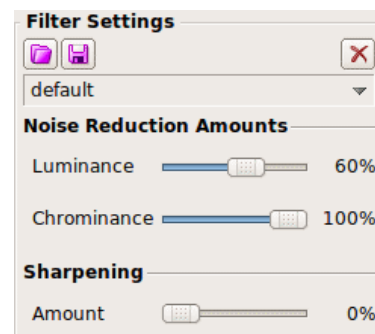 Filter Settings
default
Noise Reduction Amounts
Luminance 60%
Chrominance 100%
Sharpening
Amount 0%